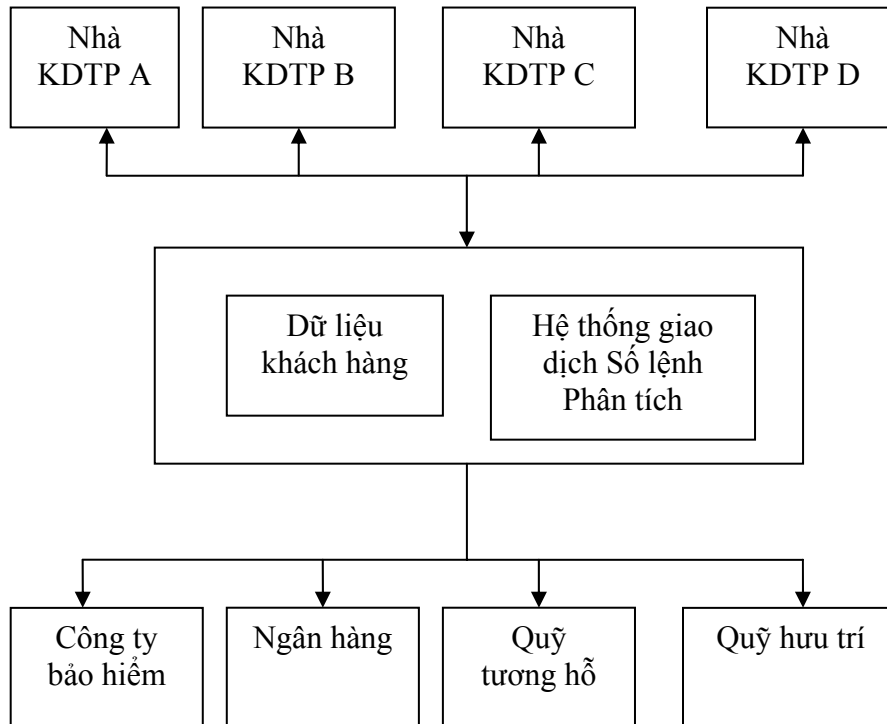 Nhà
KDTP A
Nhà
KDTP B
Nhà
KDTP C
Nhà
KDTP D
Dữ liệu
khách hàng
Hệ thống giao
dịch Số lệnh
Phân tích
Công ty
bảo hiểm
Ngân hàng
Quỹ
tương hỗ
Quỹ hưu trí